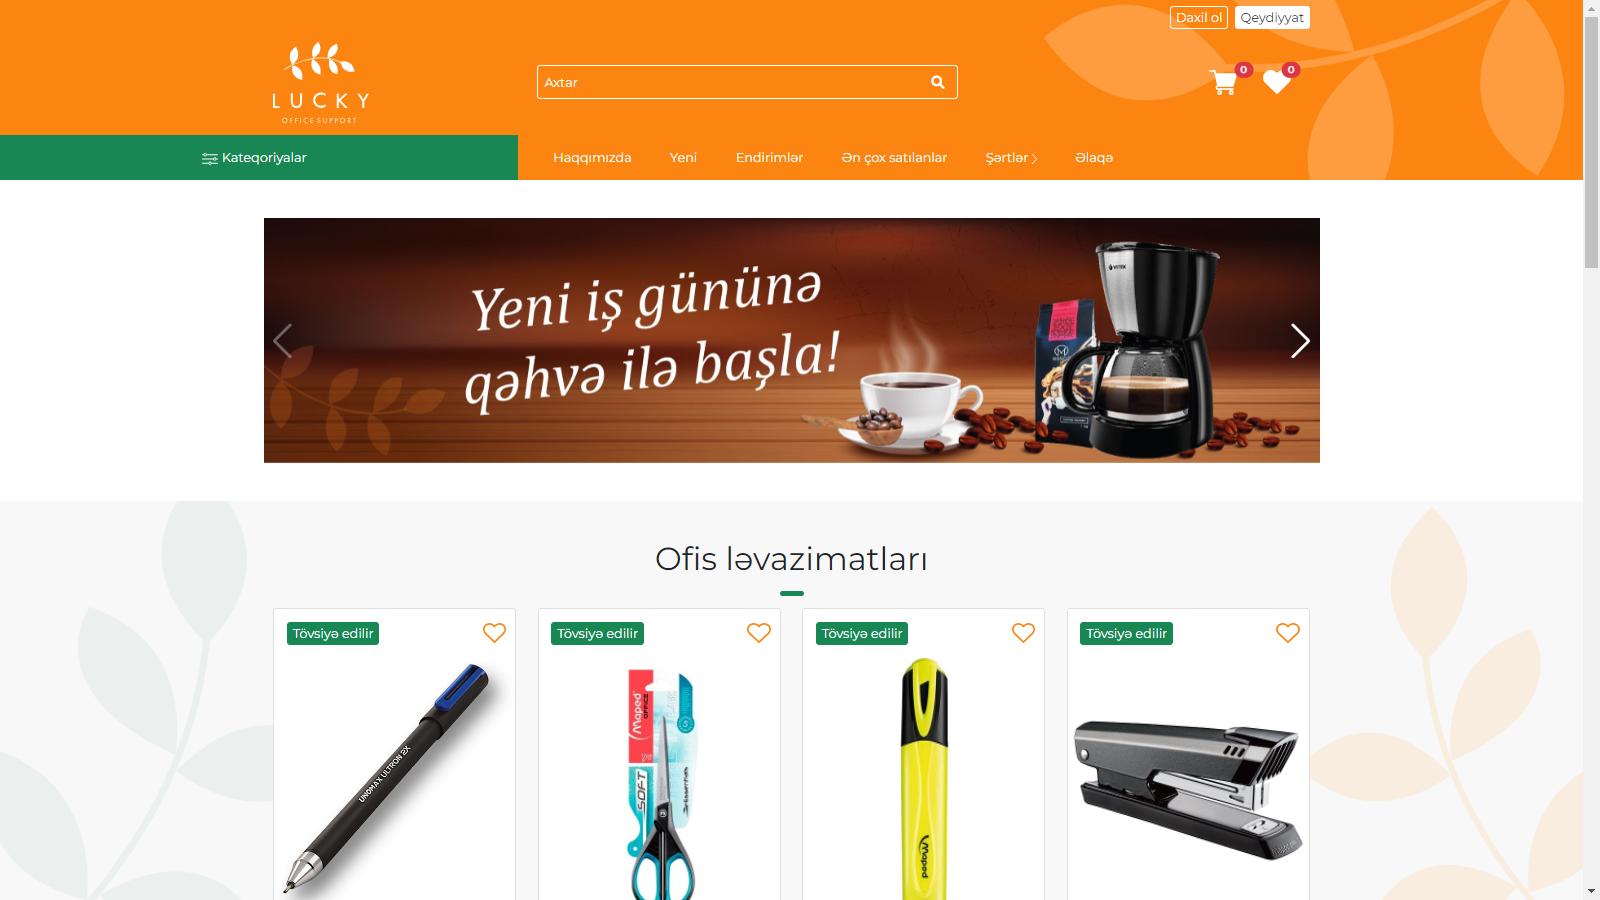 Daxil ol
Qeydiyyat
LUCKY
OFFICE SUPPORT
Axtar
0
0
Kateqoriyalar
Haqqımızda
Yeni
Endirimlər
Ən çox satılanlar
Şərtlər
Əlaqə
Yeni iş gününə
qəhvə ilə başla!
VITEK
Ofis ləvazimatları
Tövsiyə edilir
Tövsiyə edilir
Tövsiyə edilir
Tövsiyə edilir
UNOMAX ULTRON 2X
Maped
OFFICE
SOFT
Essentials
Maped